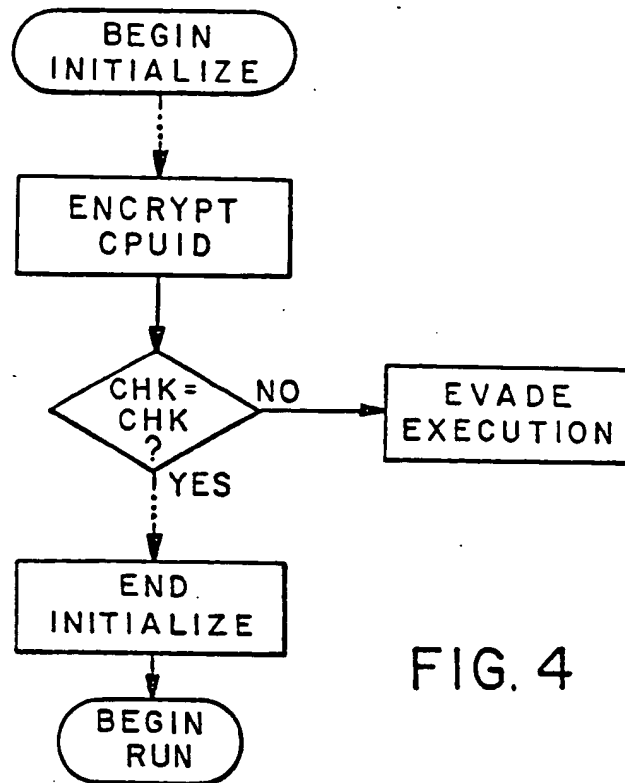 BEGIN
INITIALIZE
ENCRYPT
CPUID
CHK =
CHK
?
NO
EVADE
EXECUTION
YES
END
INITIALIZE
BEGIN
RUN
FIG. 4